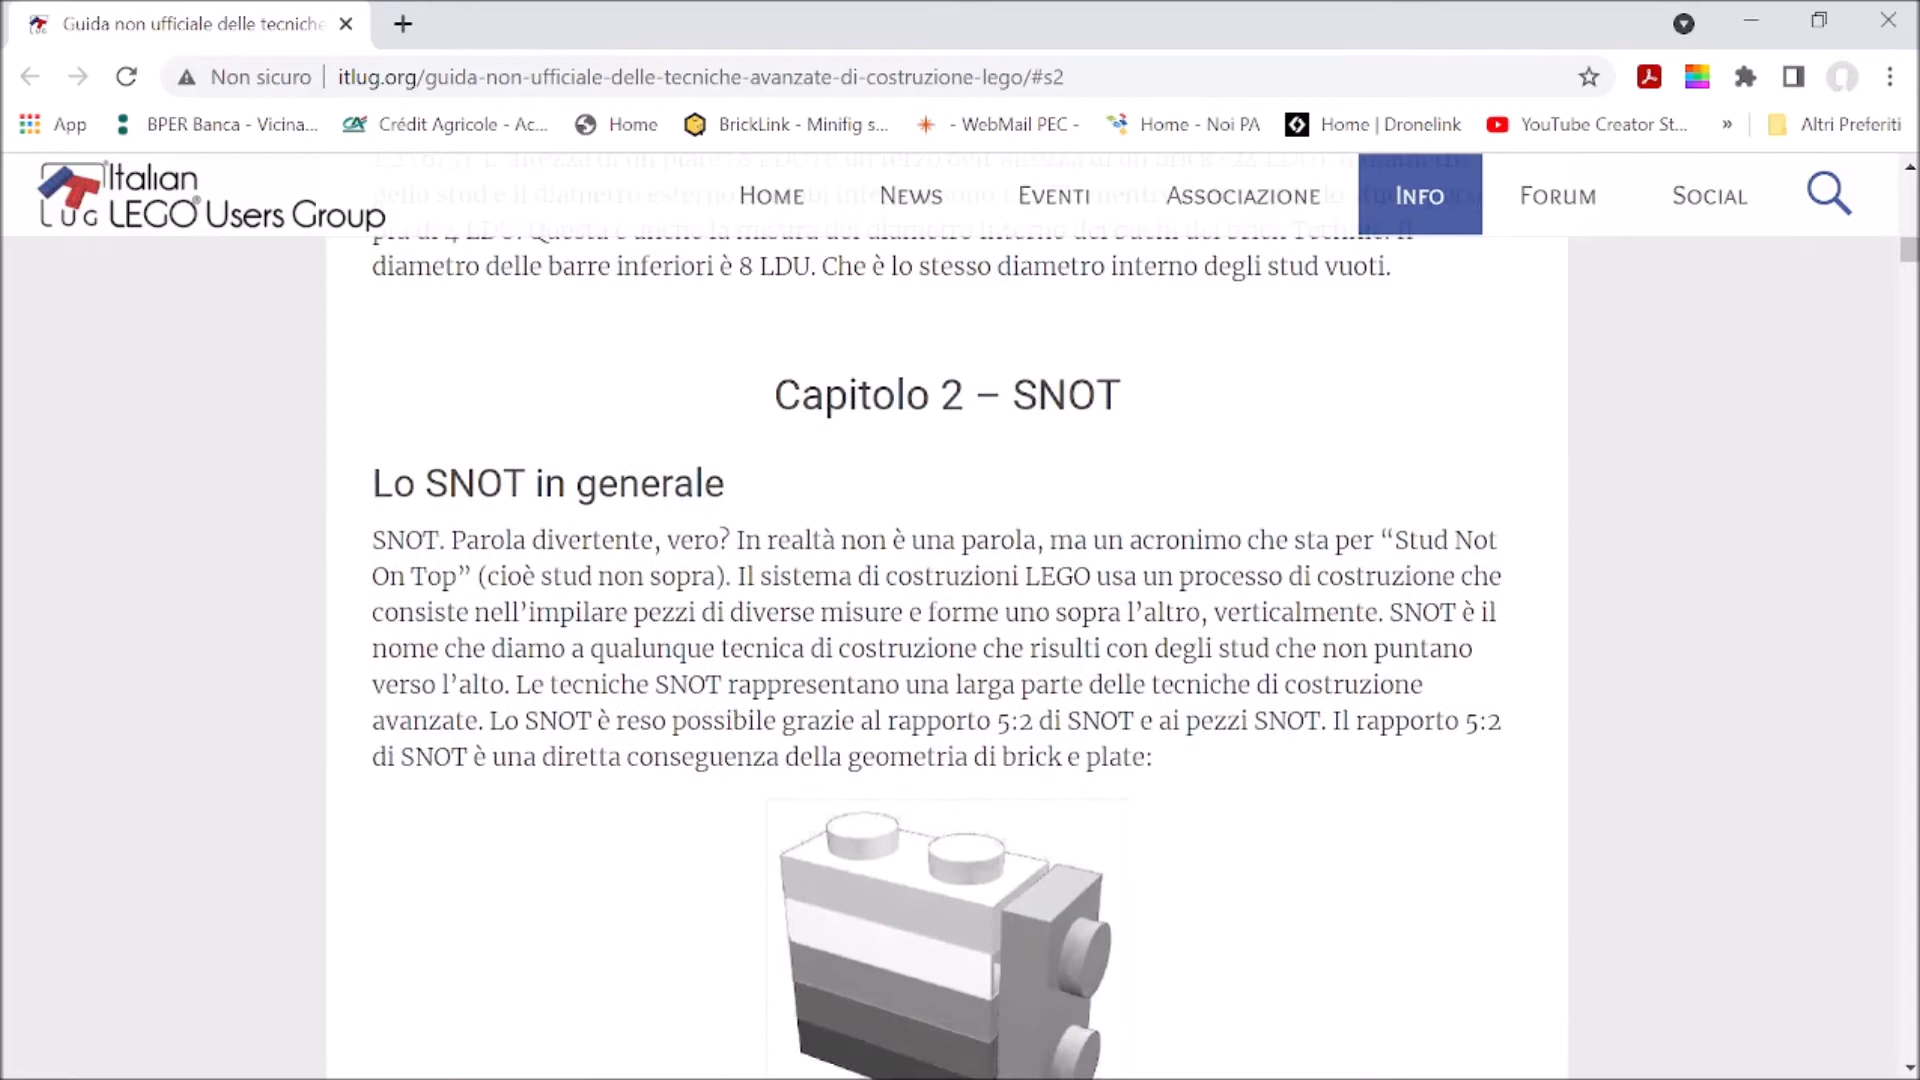 Guida non ufficiale delle tecniche
Non sicuro
itlug.org/guida-non-ufficiale-delle-tecniche-avanzate-di-costruzione-lego/#s2
App
BPER Banca - Vicina...
Crédit Agricole - Ac...
Home
BrickLink - Minifig s...
- WebMail PEC -
Home - Noi PA
Home | Dronelink
YouTube Creator St...
»
Altri Preferiti
Italian
LUG LEGO® Users Group
HOME
NEWS
EVENTI
ASSOCIAZIONE
INFO
FORUM
SOCIAL
diametro delle barre inferiori è 8 LDU. Che è lo stesso diametro interno degli stud vuoti.
Capitolo 2 – SNOT
Lo SNOT in generale
SNOT. Parola divertente, vero? In realtà non è una parola, ma un acronimo che sta per “Stud Not
On Top” (cioè stud non sopra). Il sistema di costruzioni LEGO usa un processo di costruzione che
consiste nell’impilare pezzi di diverse misure e forme uno sopra l’altro, verticalmente. SNOT è il
nome che diamo a qualunque tecnica di costruzione che risulti con degli stud che non puntano
verso l’alto. Le tecniche SNOT rappresentano una larga parte delle tecniche di costruzione
avanzate. Lo SNOT è reso possibile grazie al rapporto 5:2 di SNOT e ai pezzi SNOT. Il rapporto 5:2
di SNOT è una diretta conseguenza della geometria di brick e plate: